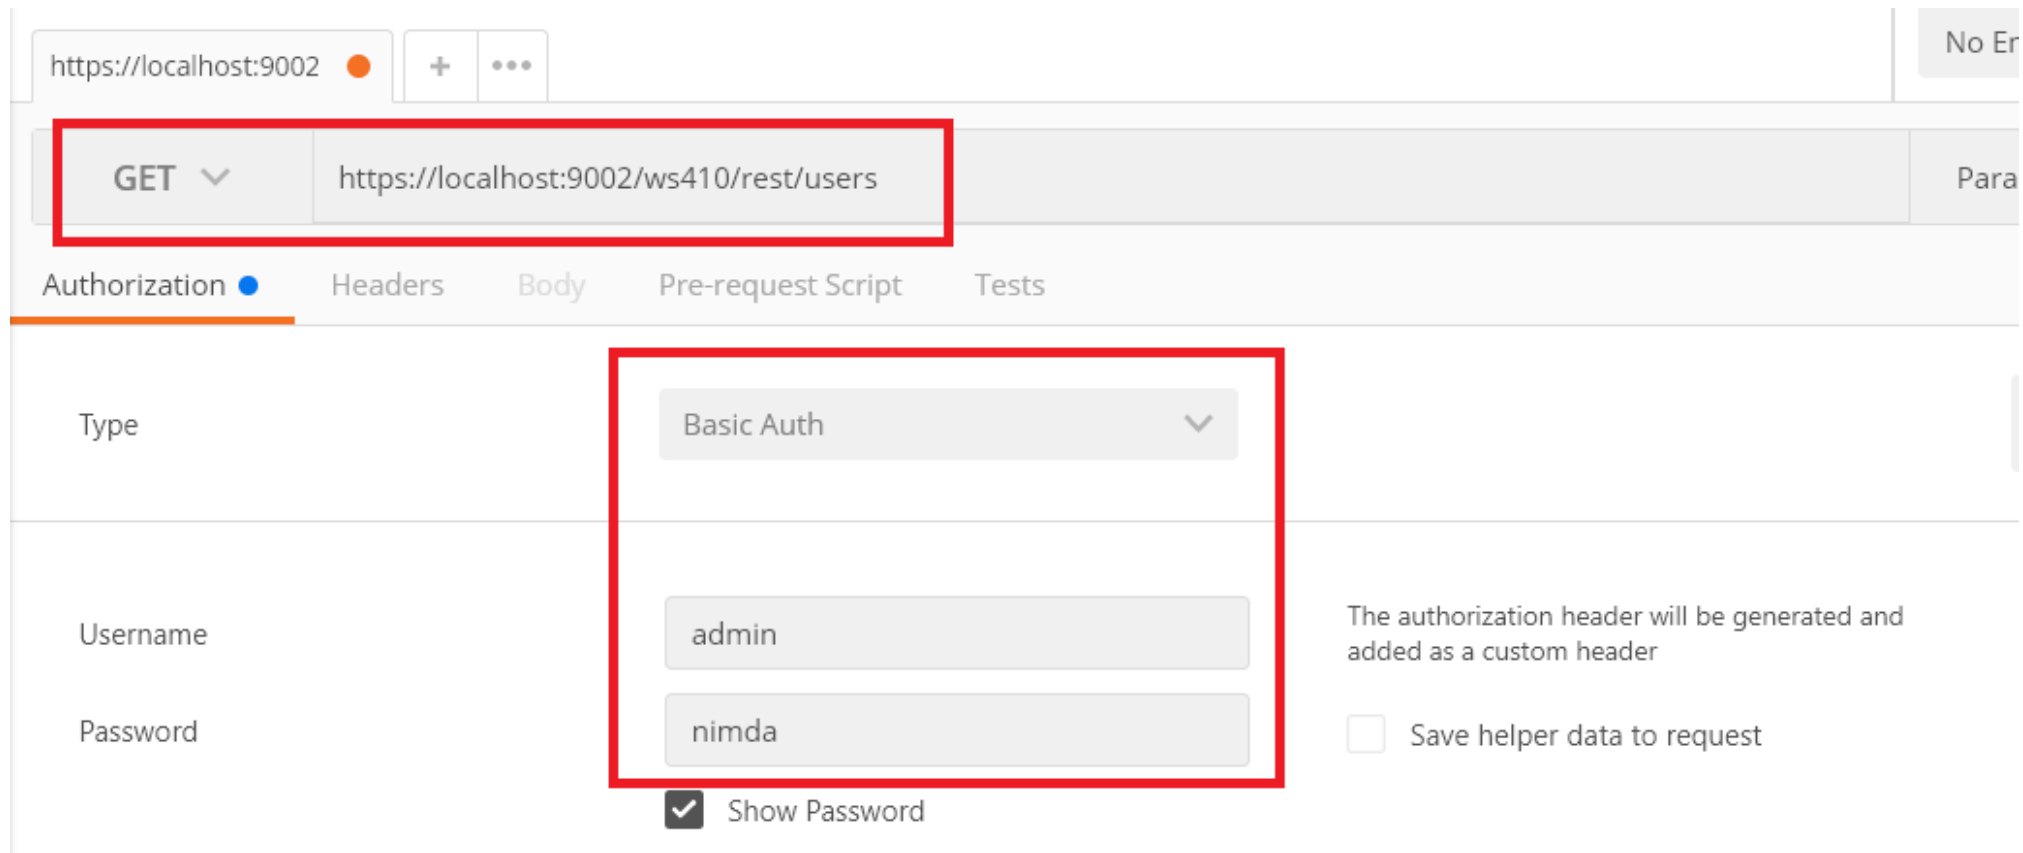 https://localhost:9002
No
GET https://localhost:9002/ws410/rest/users
Authorization Headers Body Pre-request Script Tests
Type Basic Auth
Username admin
The authorization header will be generated and
added as a custom header
Password nimda
Save helper data to request
Show Password